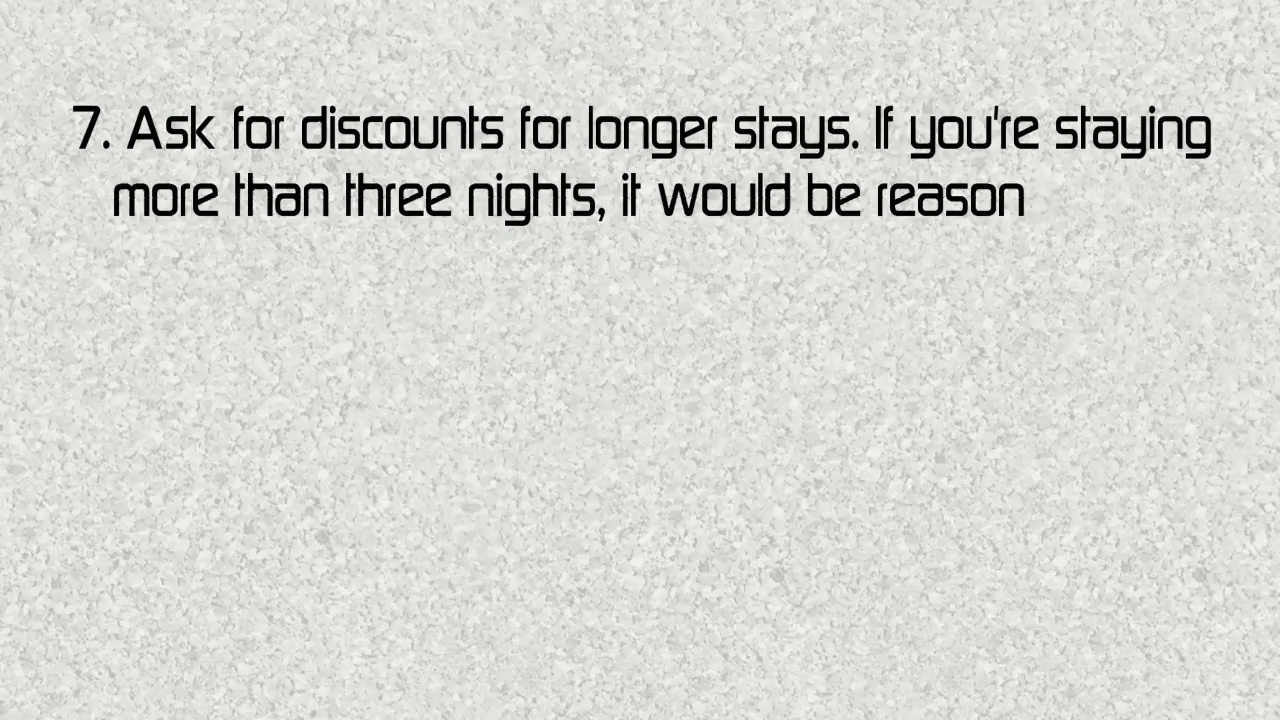 7. Ask for discounts for longer stays. If you're staying
more than three nights, it would be reason